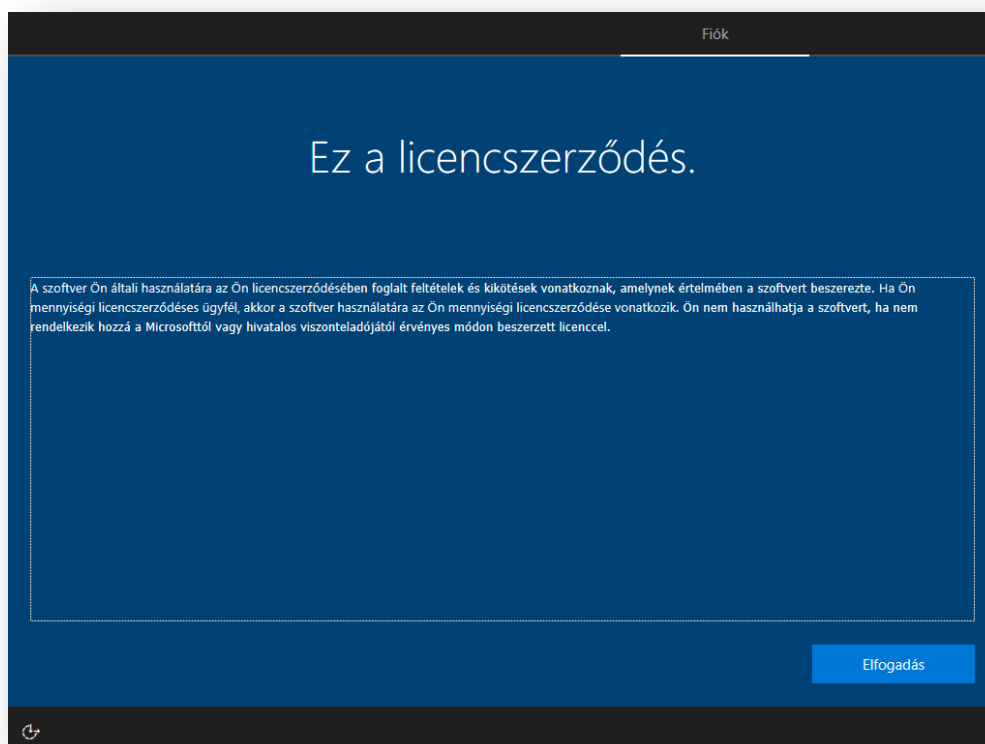 Fiók
Ez a licencszerződés.
A szoftver Ön általi használatára az Ön licencszerződésében foglalt feltételek és kikötések vonatkoznak, amelynek értelmében a szoftvert beszerezte. Ha Ön
mennyiségi licencszerződéses ügyfél, akkor a szoftver használatára az Ön mennyiségi licencszerződése vonatkozik. Ön nem használhatja a szoftvert, ha nem
rendelkezik hozzá a Microsofttól vagy hivatalos viszonteladójától érvényes módon beszerzett licenccel.
Elfogadás